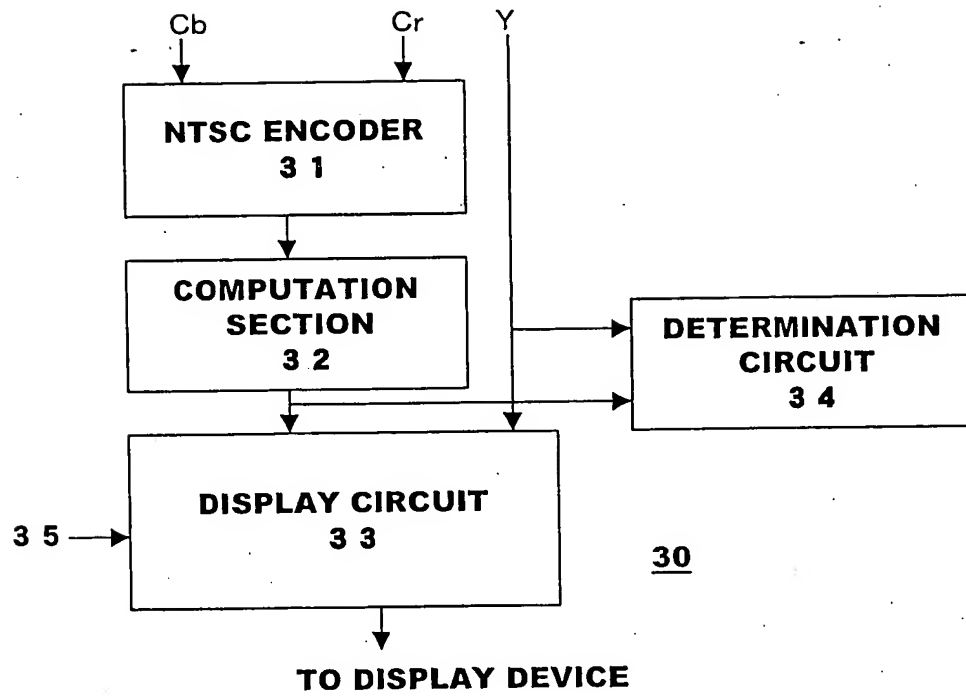 Cb Cr Y
NTSC ENCODER
3 1
COMPUTATION
SECTION
3 2
DETERMINATION
CIRCUIT
3 4
DISPLAY CIRCUIT
3 3
3 5
30
TO DISPLAY DEVICE